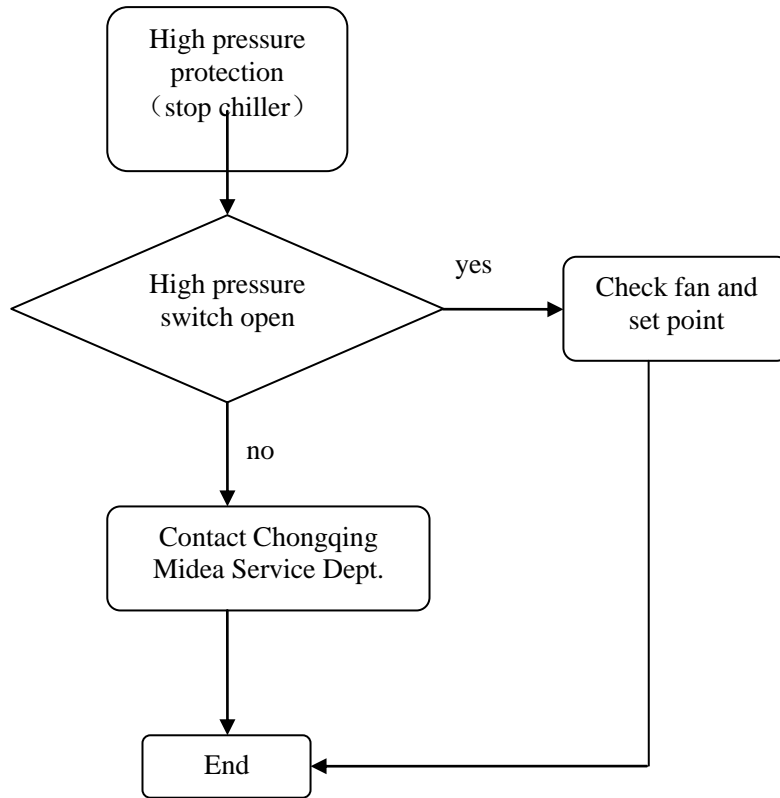 High pressure
protection
（stop chiller）
High pressure
switch open
yes
Check fan and
set point
no
Contact Chongqing
Midea Service Dept.
End